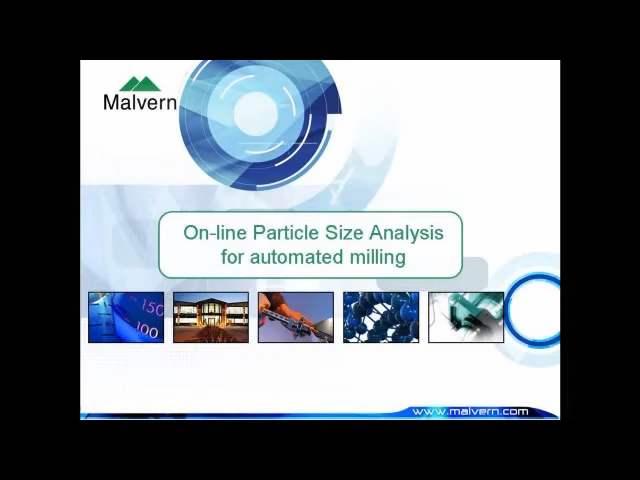 Malvern
On-line Particle Size Analysis
for automated milling
150
100
www.malvern.com